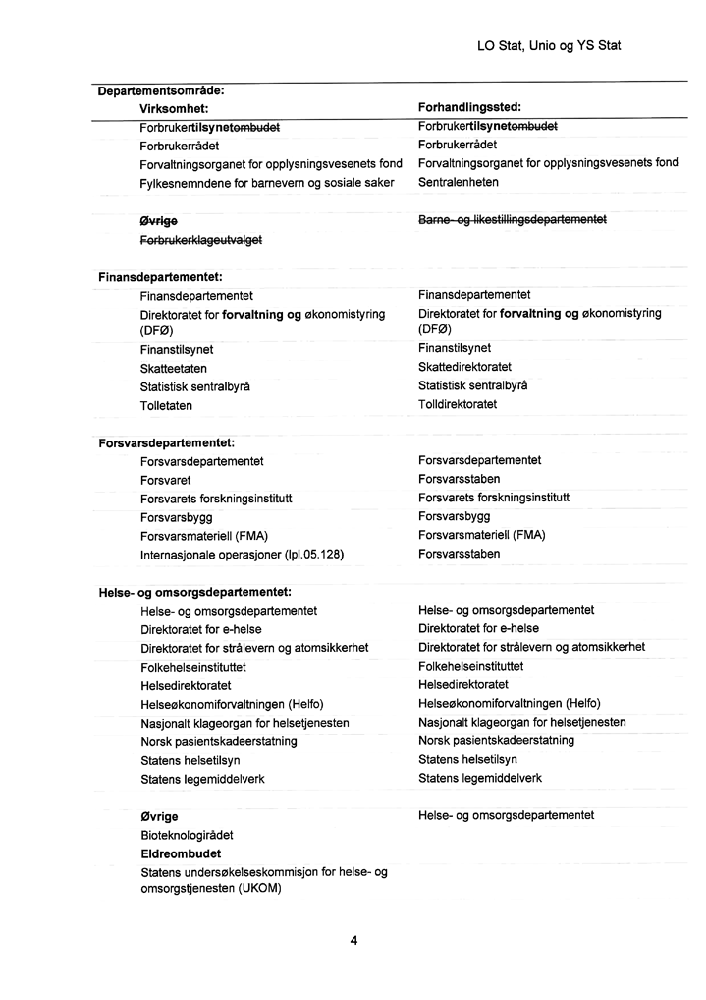 LO Stat, Unio og YS Stat
Departementsområde:
Virksomhet: Forhandlingssted:
Forbrukertilsynetombudet Forbrukertilsynetombudet
Forbrukerrådet Forbrukerrådet
Forvaltningsorganet for opplysningsvesenets fond Forvaltningsorganet for opplysningsvesenets fond
Fylkesnemndene for barnevern og sosiale saker Sentralenheten
Øvrige Barne- og likestillingsdepartementet
Forbrukerklageutvalget
Finansdepartementet:
Finansdepartementet Finansdepartementet
Direktoratet for forvaltning og økonomistyring Direktoratet for forvaltning og økonomistyring
(DFØ) (DFØ)
Finanstilsynet Finanstilsynet
Skatteetaten Skattedirektoratet
Statistisk sentralbyrå Statistisk sentralbyrå
Tolletaten Tolldirektoratet
Forsvarsdepartementet:
Forsvarsdepartementet Forsvarsdepartementet
Forsvaret Forsvarsstaben
Forsvarets forskningsinstitutt Forsvarets forskningsinstitutt
Forsvarsbygg Forsvarsbygg
Forsvarsmateriell (FMA) Forsvarsmateriell (FMA)
Internasjonale operasjoner (lpl.05.128) Forsvarsstaben
Helse- og omsorgsdepartementet:
Helse- og omsorgsdepartementet Helse- og omsorgsdepartementet
Direktoratet for e-helse Direktoratet for e-helse
Direktoratet for strålevern og atomsikkerhet Direktoratet for strålevern og atomsikkerhet
Folkehelseinstituttet Folkehelseinstituttet
Helsedirektoratet Helsedirektoratet
Helseøkonomiforvaltningen (Helfo) Helseøkonomiforvaltningen (Helfo)
Nasjonalt klageorgan for helsetjenesten Nasjonalt klageorgan for helsetjenesten
Norsk pasientskadeerstatning Norsk pasientskadeerstatning
Statens helsetilsyn Statens helsetilsyn
Statens legemiddelverk Statens legemiddelverk
Øvrige Helse- og omsorgsdepartementet
Bioteknologirådet
Eldreombudet
Statens undersøkelseskommisjon for helse- og
omsorgstjenesten (UKOM)
4